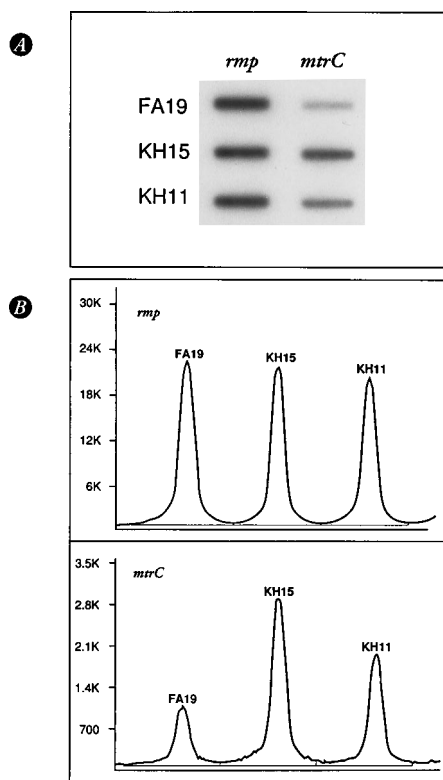 A
rmp mtrC
FA19
KH15
KH11
B
30K
rmp
24K
FA19 KH15 KH11
18K
12K
6K
3.5K
mtrC
KH15
2.8K
2.1K
KH11
1.4K
FA19
700